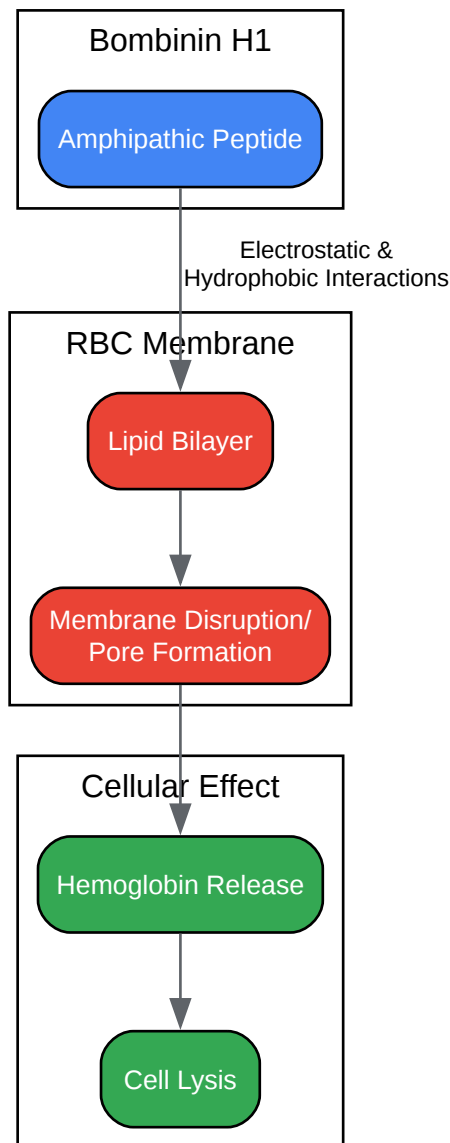 Bombinin H1
Amphipathic Peptide
Electrostatic &
Hydrophobic Interactions
RBC Membrane
Lipid Bilayer
Membrane Disruption/
Pore Formation
Cellular Effect
Hemoglobin Release
Cell Lysis